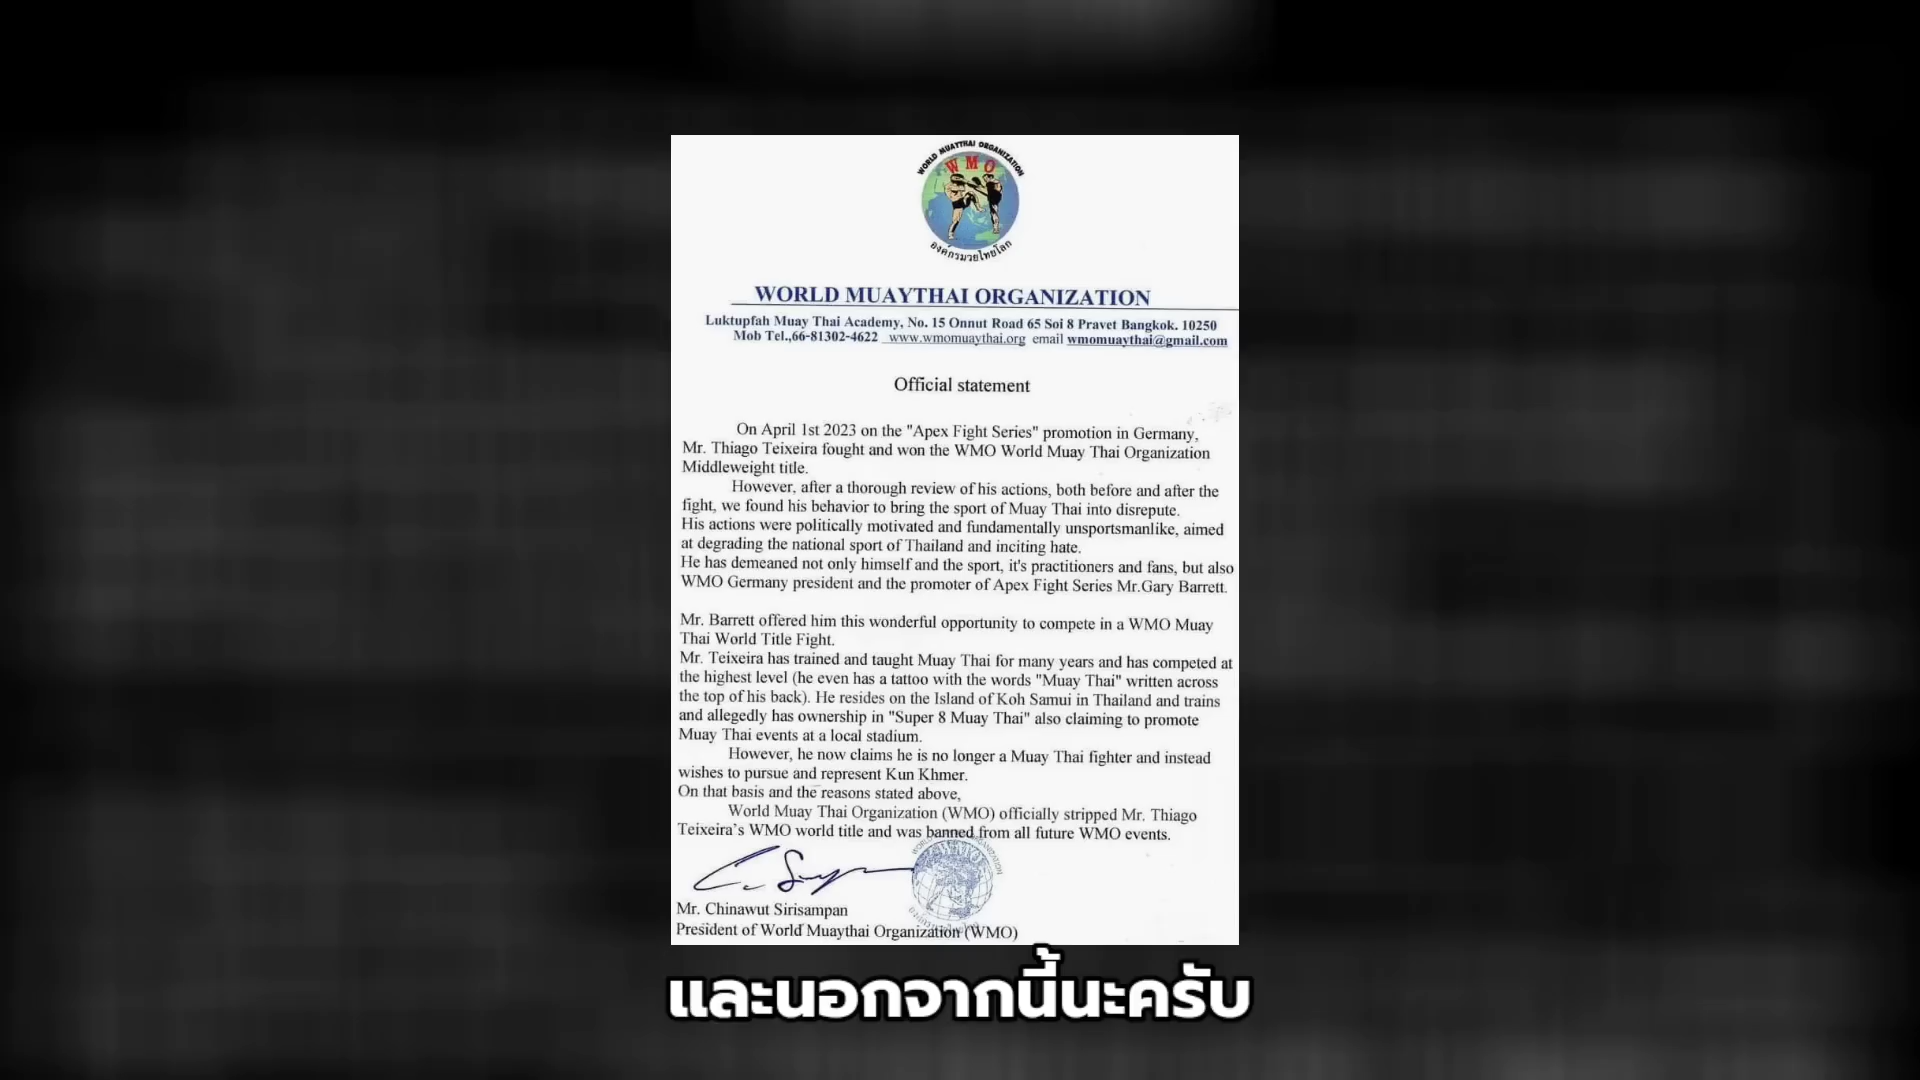 WORLD MUAYTHAI ORGANIZATION
WMO
องค์กรมวยไทยโลก
WORLD MUAYTHAI ORGANIZATION
Luktupfah Muay Thai Academy, No. 15 Onnut Road 65 Soi 8 Pravet Bangkok. 10250
Mob Tel.,66-81302-4622 www.wmomuaythai.org email wmomuaythai@gmail.com
Official statement
On April 1st 2023 on the "Apex Fight Series" promotion in Germany,
Mr. Thiago Teixeira fought and won the WMO World Muay Thai Organization
Middleweight title.
However, after a thorough review of his actions, both before and after the
fight, we found his behavior to bring the sport of Muay Thai into disrepute.
His actions were politically motivated and fundamentally unsportsmanlike, aimed
at degrading the national sport of Thailand and inciting hate.
He has demeaned not only himself and the sport, it's practitioners and fans, but also
WMO Germany president and the promoter of Apex Fight Series Mr.Gary Barrett.
Mr. Barrett offered him this wonderful opportunity to compete in a WMO Muay
Thai World Title Fight.
Mr. Teixeira has trained and taught Muay Thai for many years and has competed at
the highest level (he even has a tattoo with the words "Muay Thai" written across
the top of his back). He resides on the Island of Koh Samui in Thailand and trains
and allegedly has ownership in "Super 8 Muay Thai" also claiming to promote
Muay Thai events at a local stadium.
However, he now claims he is no longer a Muay Thai fighter and instead
wishes to pursue and represent Kun Khmer.
On that basis and the reasons stated above,
World Muay Thai Organization (WMO) officially stripped Mr. Thiago
Teixeira's WMO world title and was banned from all future WMO events.
Mr. Chinawut Sirisampan
President of World Muaythai Organization (WMO)
และนอกจากนี้นะครับ